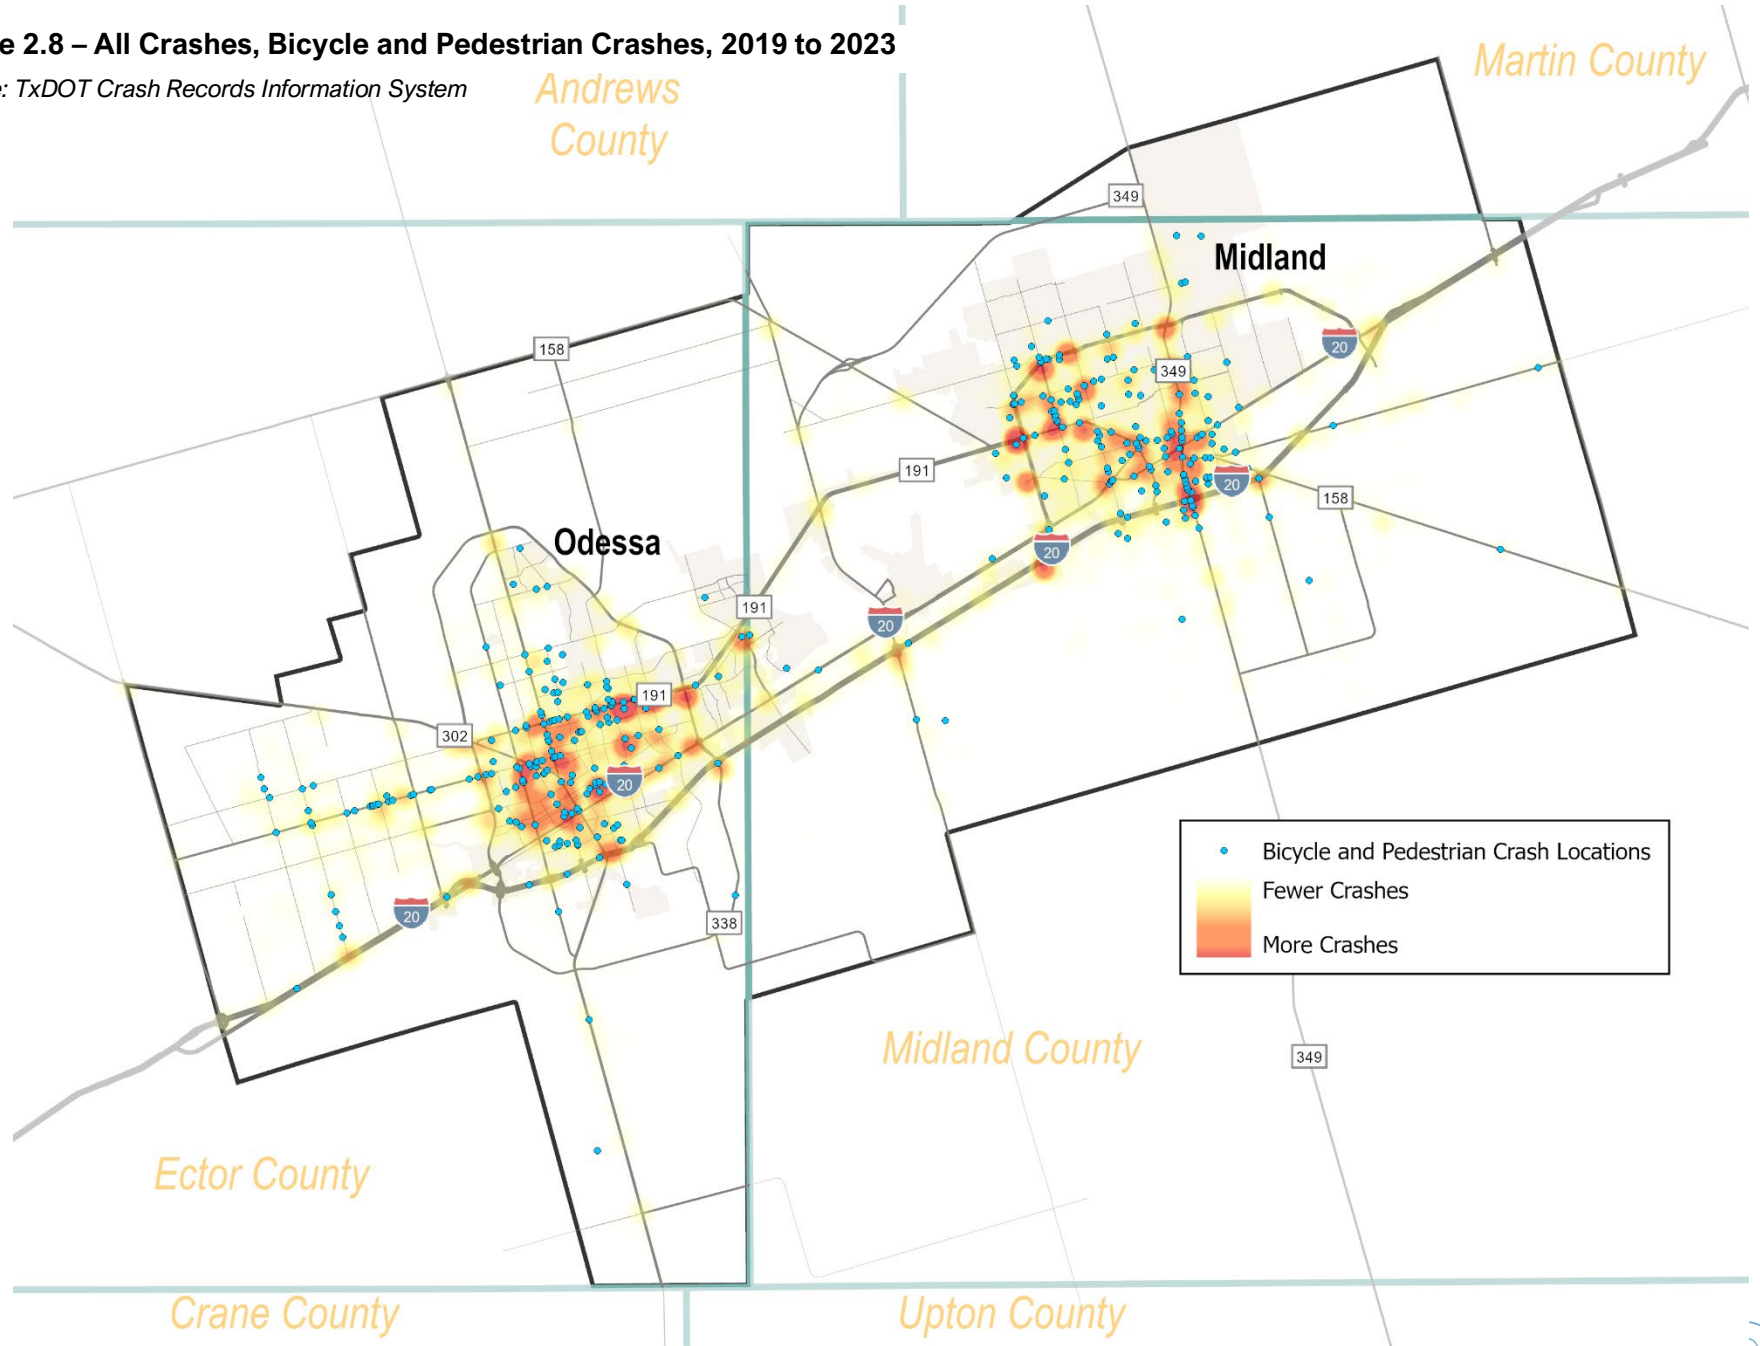 e 2.8 – All Crashes, Bicycle and Pedestrian Crashes, 2019 to 2023
: TxDOT Crash Records Information System
Andrews
County
Martin County
349
Midland
20
158
349
191
20
158
Odessa
20
191
20
191
302
20
20
338
Bicycle and Pedestrian Crash Locations
Fewer Crashes
More Crashes
Midland County
349
Ector County
Crane County
Upton County